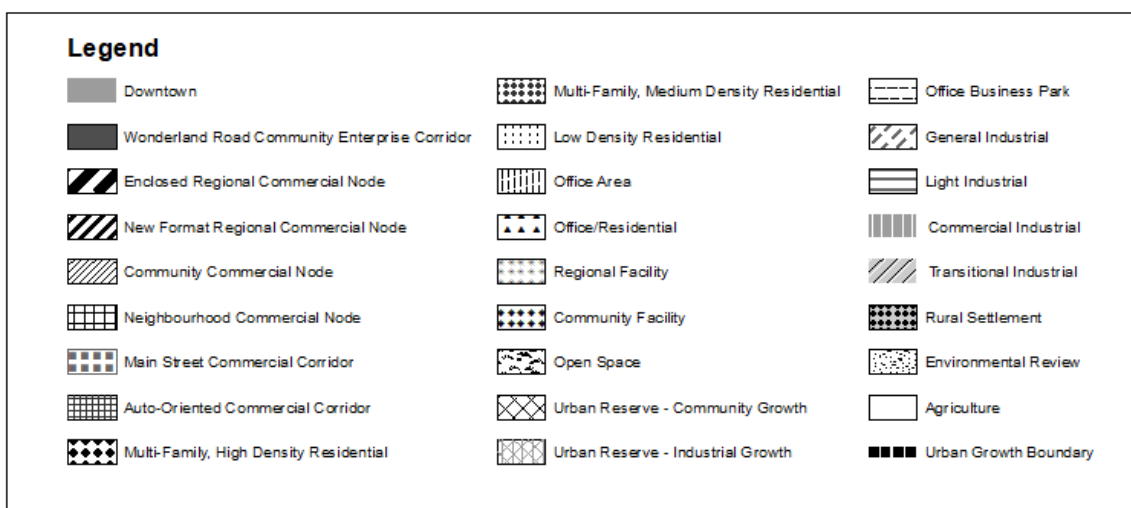 Legend
Downtown
Wonderland Road Community Enterprise Corridor
Enclosed Regional Commercial Node
New Format Regional Commercial Node
Community Commercial Node
Neighbourhood Commercial Node
Main Street Commercial Corridor
Auto-Oriented Commercial Corridor
Multi-Family, High Density Residential
Multi-Family, Medium Density Residential
Low Density Residential
Office Area
Office/Residential
Regional Facility
Community Facility
Open Space
Urban Reserve - Community Growth
Urban Reserve - Industrial Growth
Office Business Park
General Industrial
Light Industrial
Commercial Industrial
Transitional Industrial
Rural Settlement
Environmental Review
Agriculture
Urban Growth Boundary